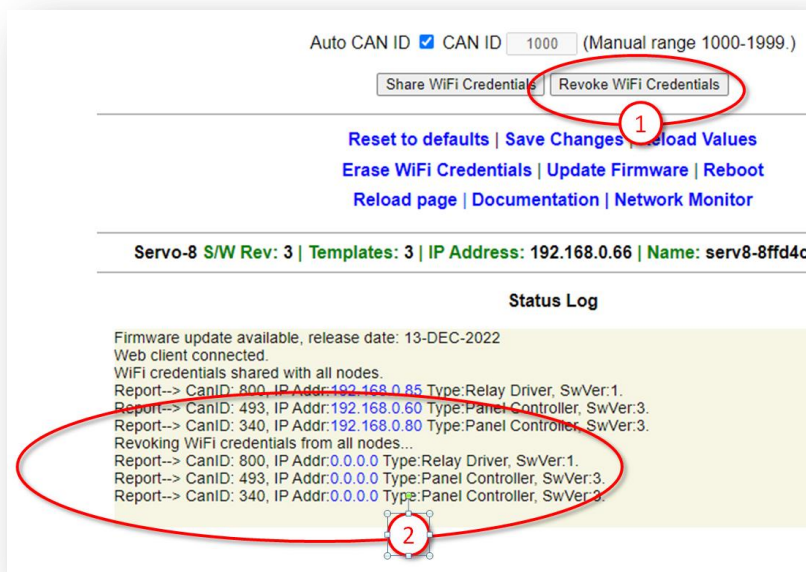 Auto CAN ID CAN ID 1000 (Manual range 1000-1999.)
Share WiFi Credentials Revoke WiFi Credentials
1
Reset to defaults | Save Changes | Reload Values
Erase WiFi Credentials | Update Firmware | Reboot
Reload page | Documentation | Network Monitor
Servo-8 S/W Rev: 3 | Templates: 3 | IP Address: 192.168.0.66 | Name: serv8-8ffd4c
Status Log
Firmware update available, release date: 13-DEC-2022
Web client connected.
WiFi credentials shared with all nodes.
Report--> CanID: 800, IP Addr:192.168.0.85 Type:Relay Driver, SwVer:1.
Report--> CanID: 493, IP Addr:192.168.0.60 Type:Panel Controller, SwVer:3.
Report--> CanID: 340, IP Addr:192.168.0.80 Type:Panel Controller, SwVer:3.
Revoking WiFi credentials from all nodes...
Report--> CanID: 800, IP Addr:0.0.0.0 Type:Relay Driver, SwVer:1.
Report--> CanID: 493, IP Addr:0.0.0.0 Type:Panel Controller, SwVer:3.
Report--> CanID: 340, IP Addr:0.0.0.0 Type:Panel Controller, SwVer:3.
2